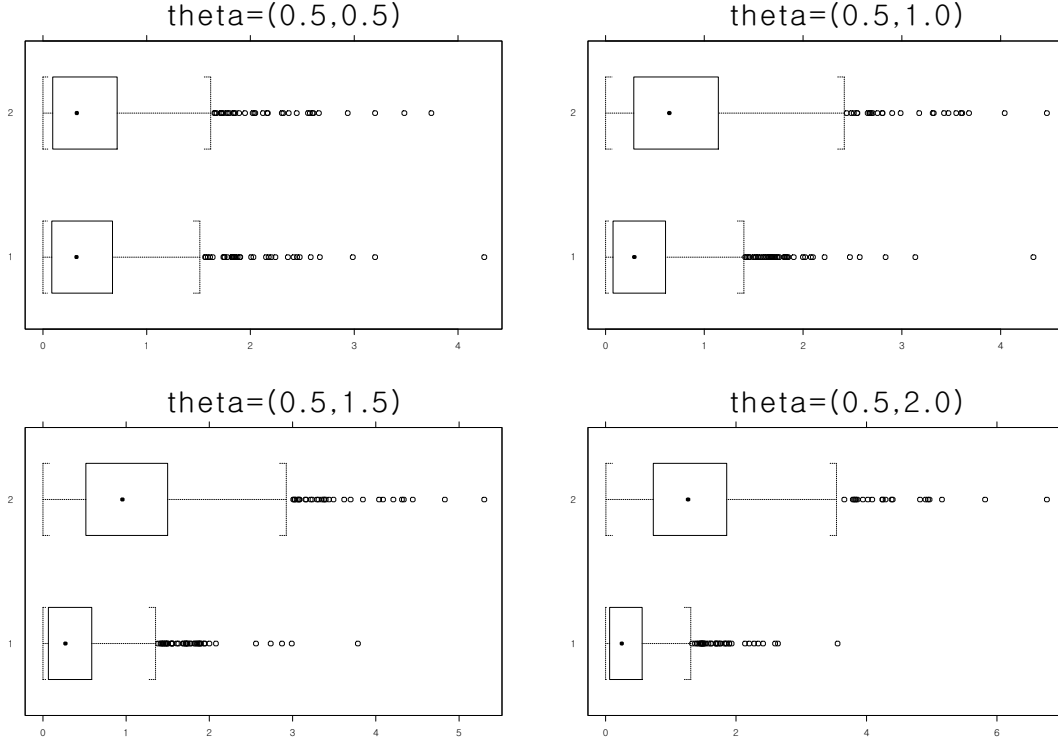 theta=(0.5,0.5)
2
1
0 1 2 3 4
theta=(0.5,1.0)
2
1
0 1 2 3 4
theta=(0.5,1.5)
2
1
0 1 2 3 4 5
theta=(0.5,2.0)
2
1
0 2 4 6